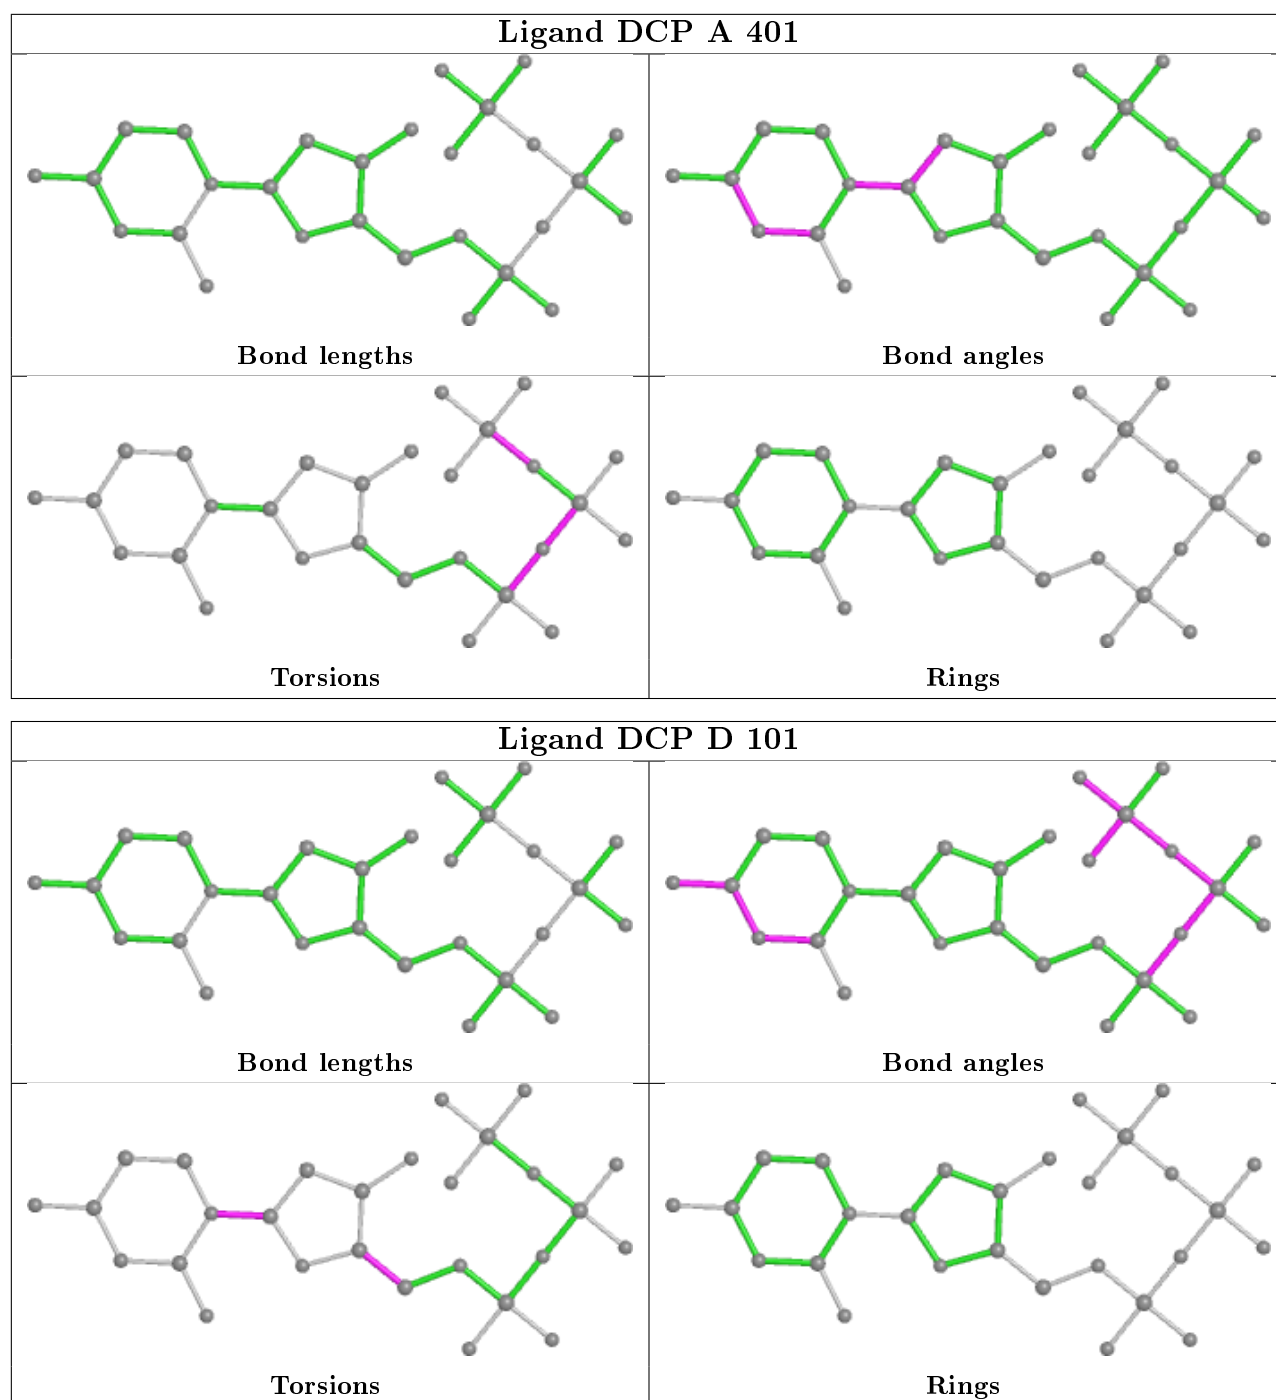 Ligand DCP A 401
Bond lengths
Bond angles
Torsions
Rings
Ligand DCP D 101
Bond lengths
Bond angles
Torsions
Rings